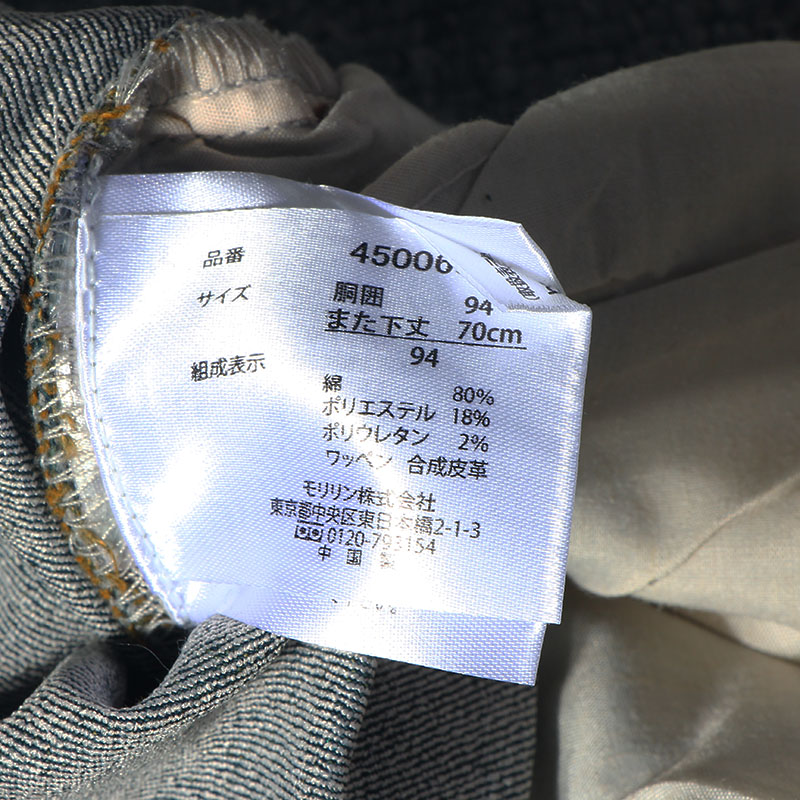 品番 45006
サイズ 胴囲 94
また下丈 70cm
94
組成表示
綿 80%
ポリエステル 18%
ポリウレタン 2%
ワッペン 合成皮革
モリリン株式会社
東京都中央区東日本橋2-1-3
0120-793154
中国製